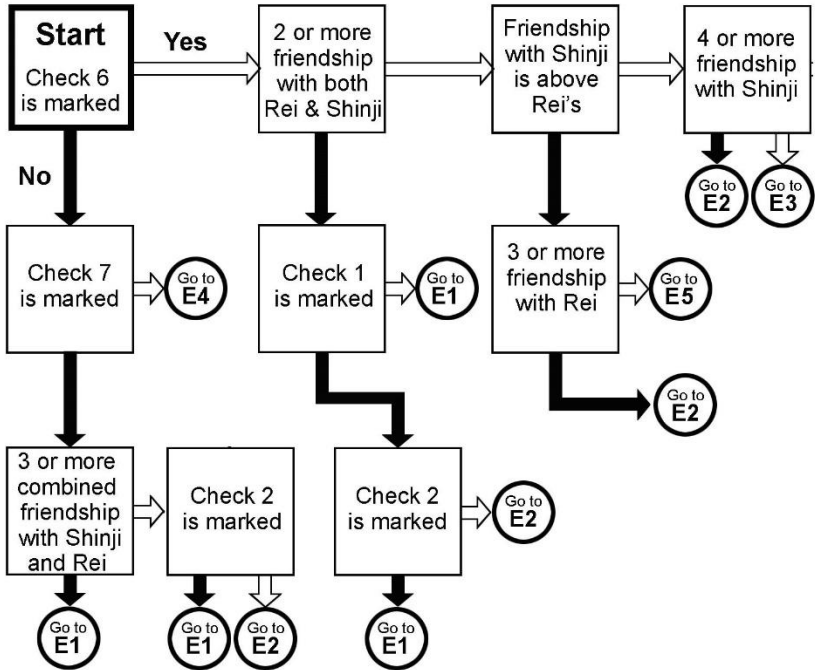 Start
Check 6
is marked
Yes
2 or more
friendship
with both
Rei & Shinji
Friendship
with Shinji
is above
Rei's
4 or more
friendship
with Shinji
No
Go to
E2
Go to
E3
Check 7
is marked
Go to
E4
Check 1
is marked
Go to
E1
3 or more
friendship
with Rei
Go to
E5
Go to
E2
3 or more
combined
friendship
with Shinji
and Rei
Check 2
is marked
Check 2
is marked
Go to
E2
Go to
E1
Go to
E1
Go to
E2
Go to
E1